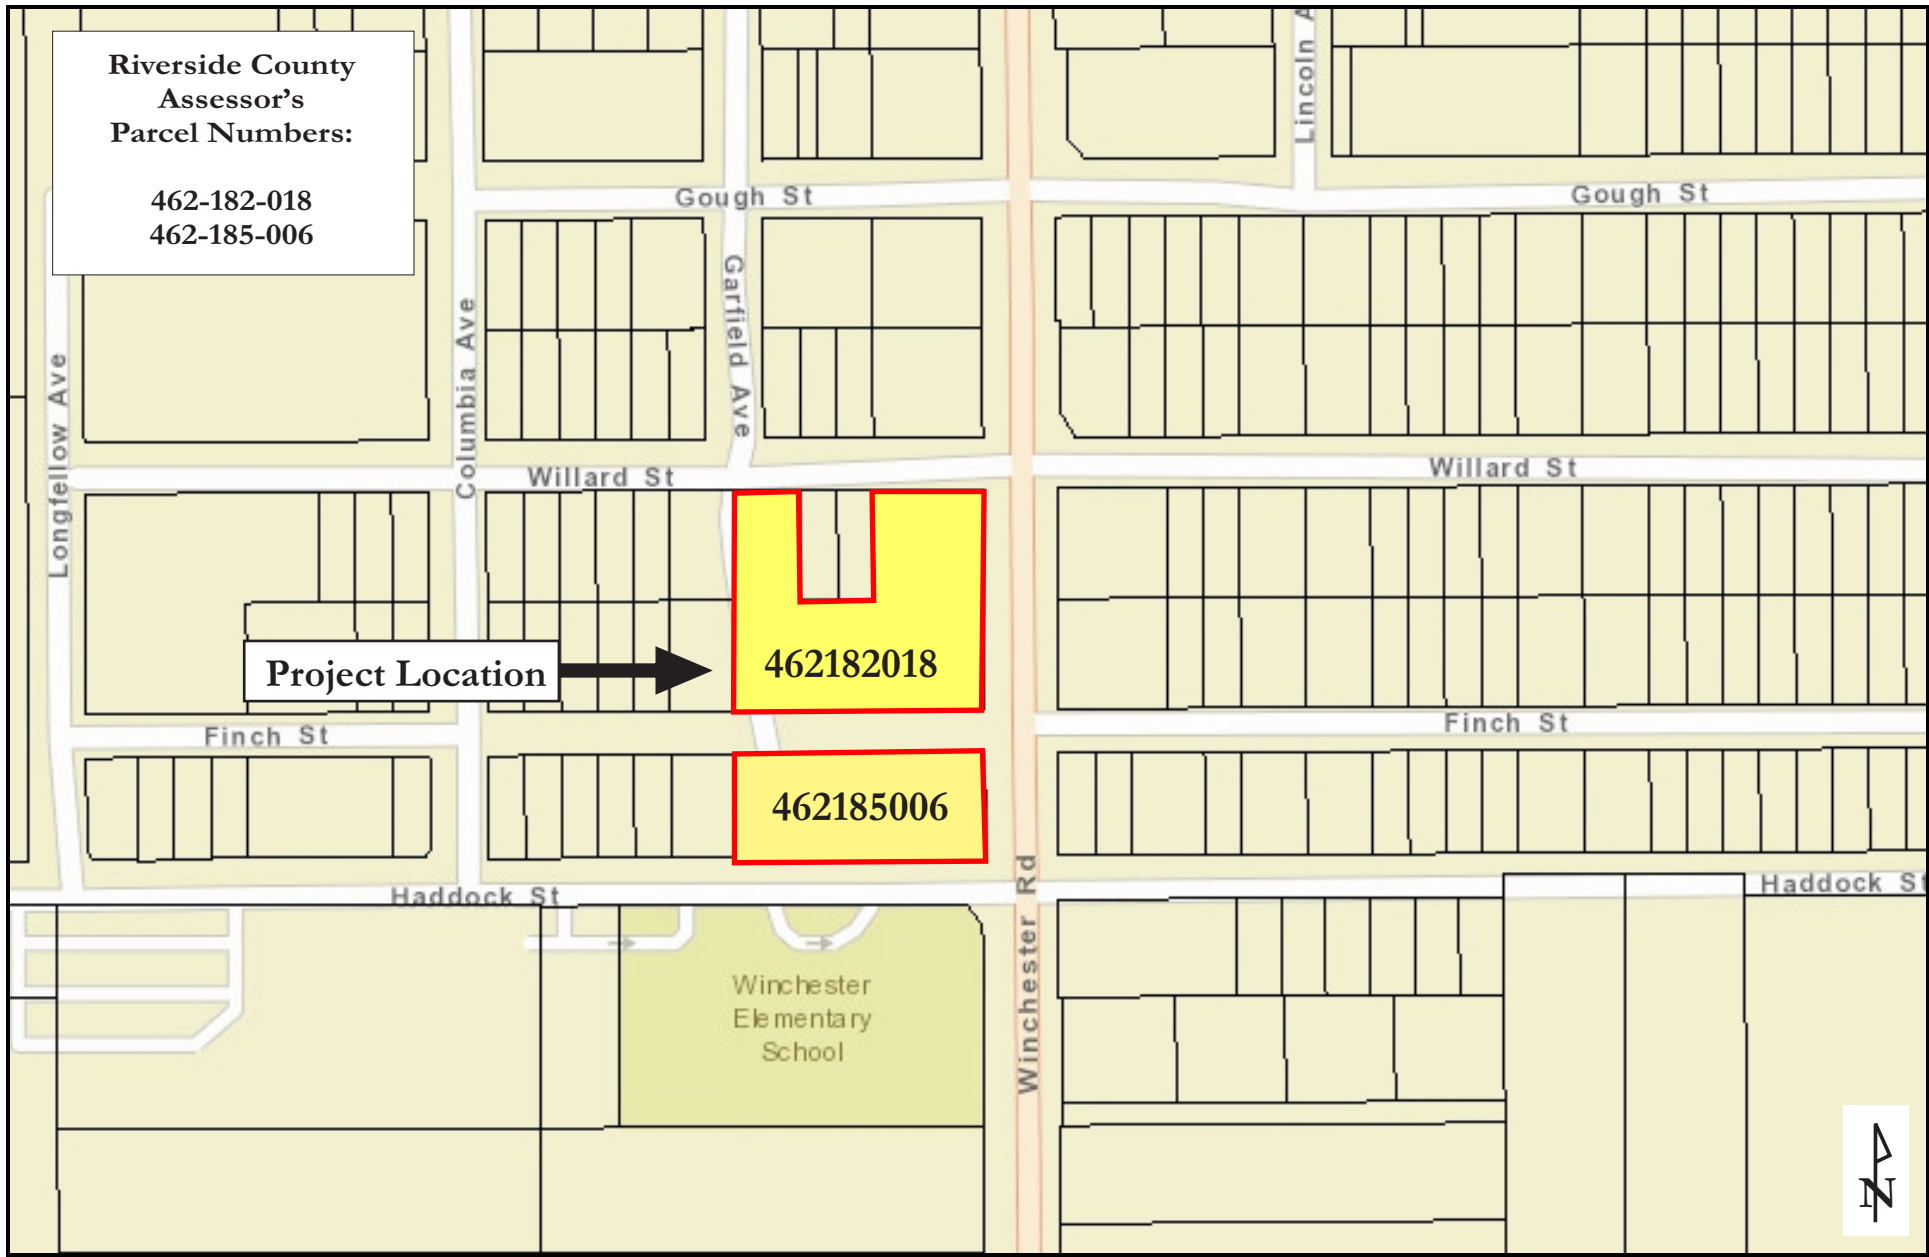 Riverside County
Assessor's
Parcel Numbers:
462-182-018
462-185-006
Lincoln A
Gough St
Gough St
Garfield Ave
Columbia Ave
Longfellow Ave
Willard St
Willard St
Project Location
462182018
Finch St
Finch St
462185006
Winchester Rd
Haddock St
Haddock St
Winchester
Elementary
School
N